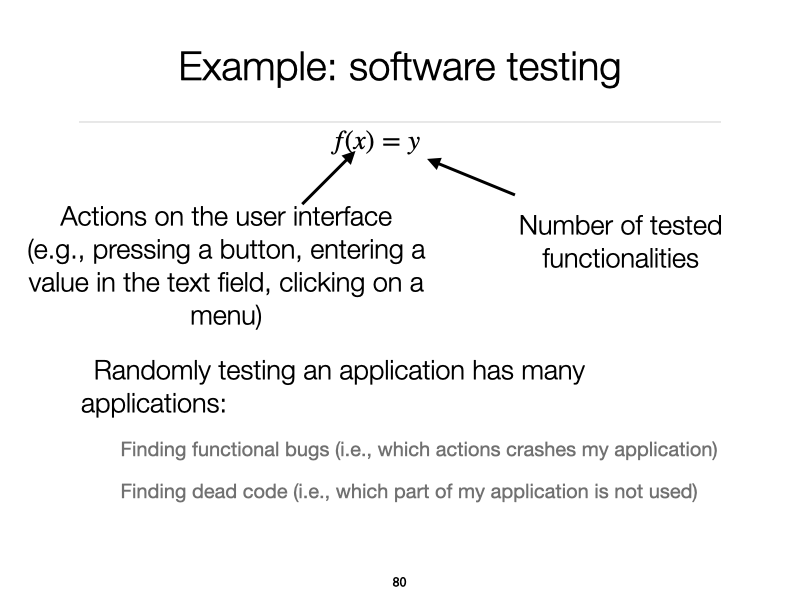 Example: software testing
f(x) = y
Actions on the user interface
(e.g., pressing a button, entering a
value in the text field, clicking on a
menu)
Number of tested
functionalities
Randomly testing an application has many
applications:
Finding functional bugs (i.e., which actions crashes my application)
Finding dead code (i.e., which part of my application is not used)
80